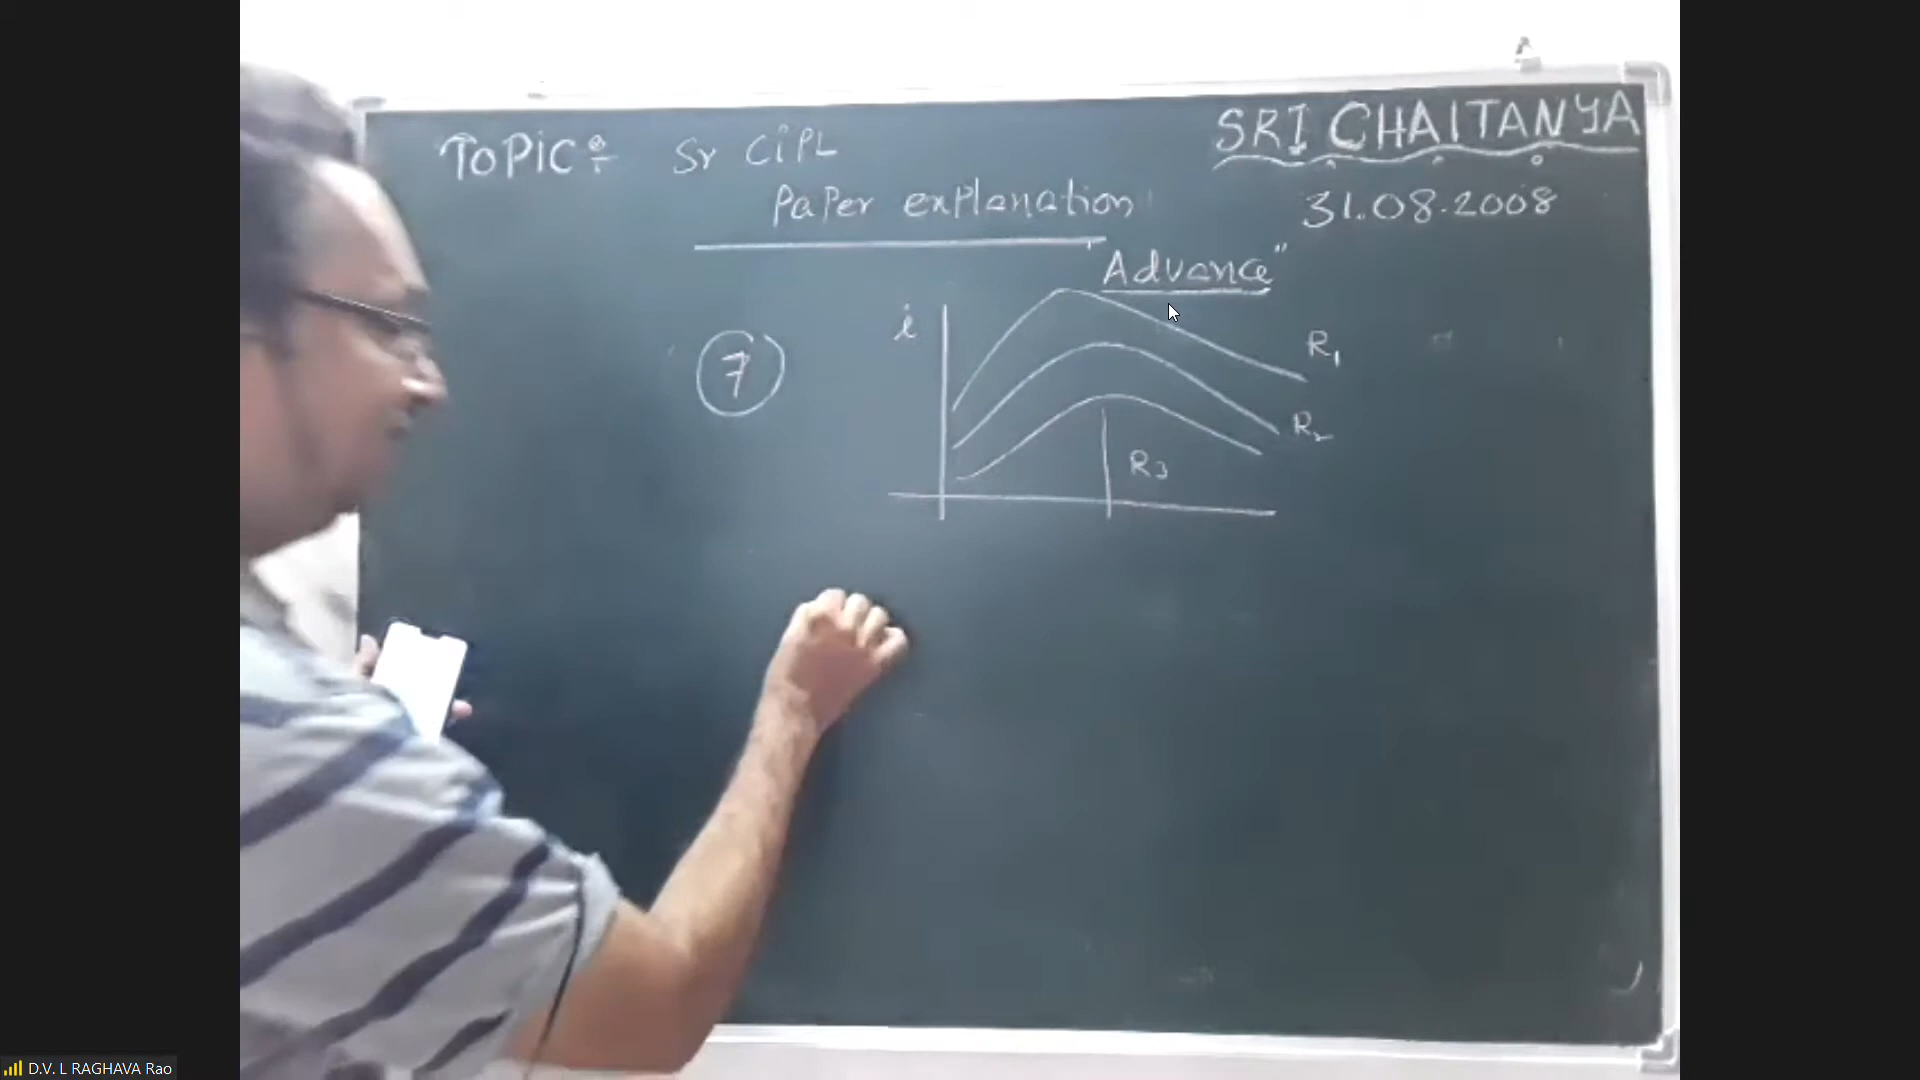 SRI CHAITANYA
TOPiC÷ Sr CiPL
PaPer explanation
31.08.2008
"Advance"
7
i
R1
R2
R3
D.V. L RAGHAVA Rao